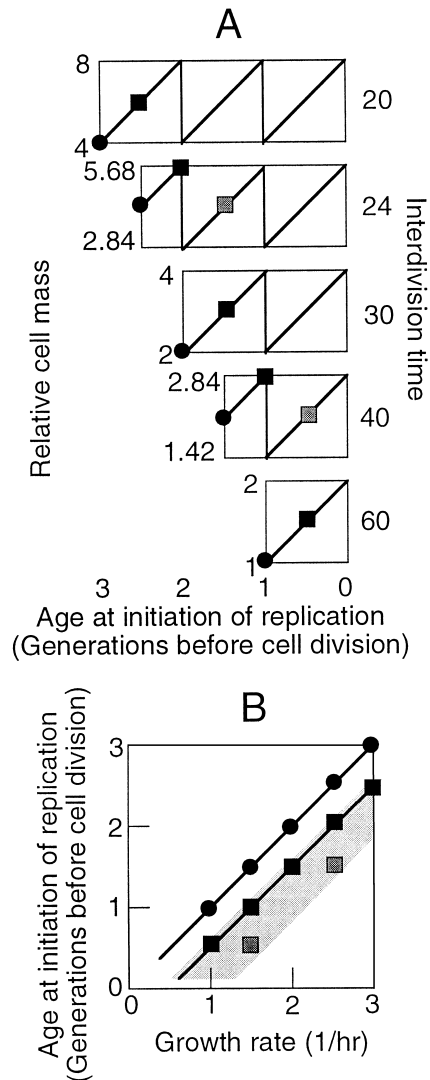 A
8
4
20
5.68
2.84
24
4
2
30
2.84
1.42
40
2
1
60
Relative cell mass
Interdivision time
3 2 1 0
Age at initiation of replication
(Generations before cell division)
B
Age at initiation of replication
(Generations before cell division)
3
2
1
0
0 1 2 3
Growth rate (1/hr)